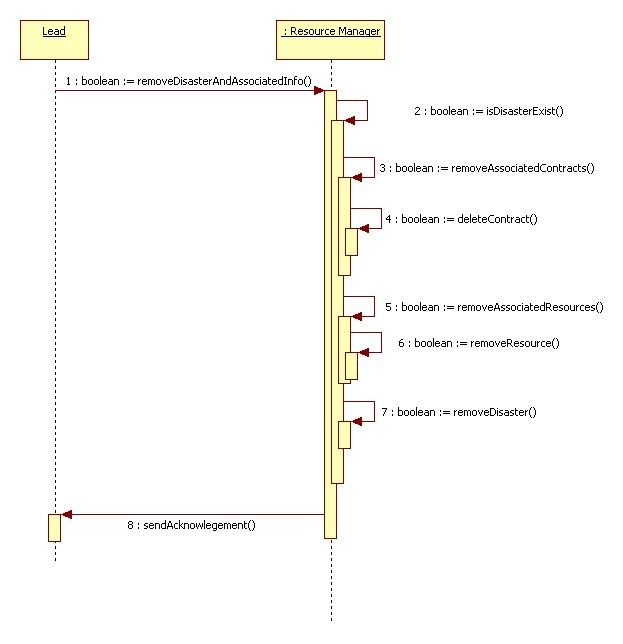 Lead
: Resource Manager
1 : boolean := removeDisasterAndAssociatedInfo()
2 : boolean := isDisasterExist()
3 : boolean := removeAssociatedContracts()
4 : boolean := deleteContract()
5 : boolean := removeAssociatedResources()
6 : boolean := removeResource()
7 : boolean := removeDisaster()
8 : sendAcknowlegement()